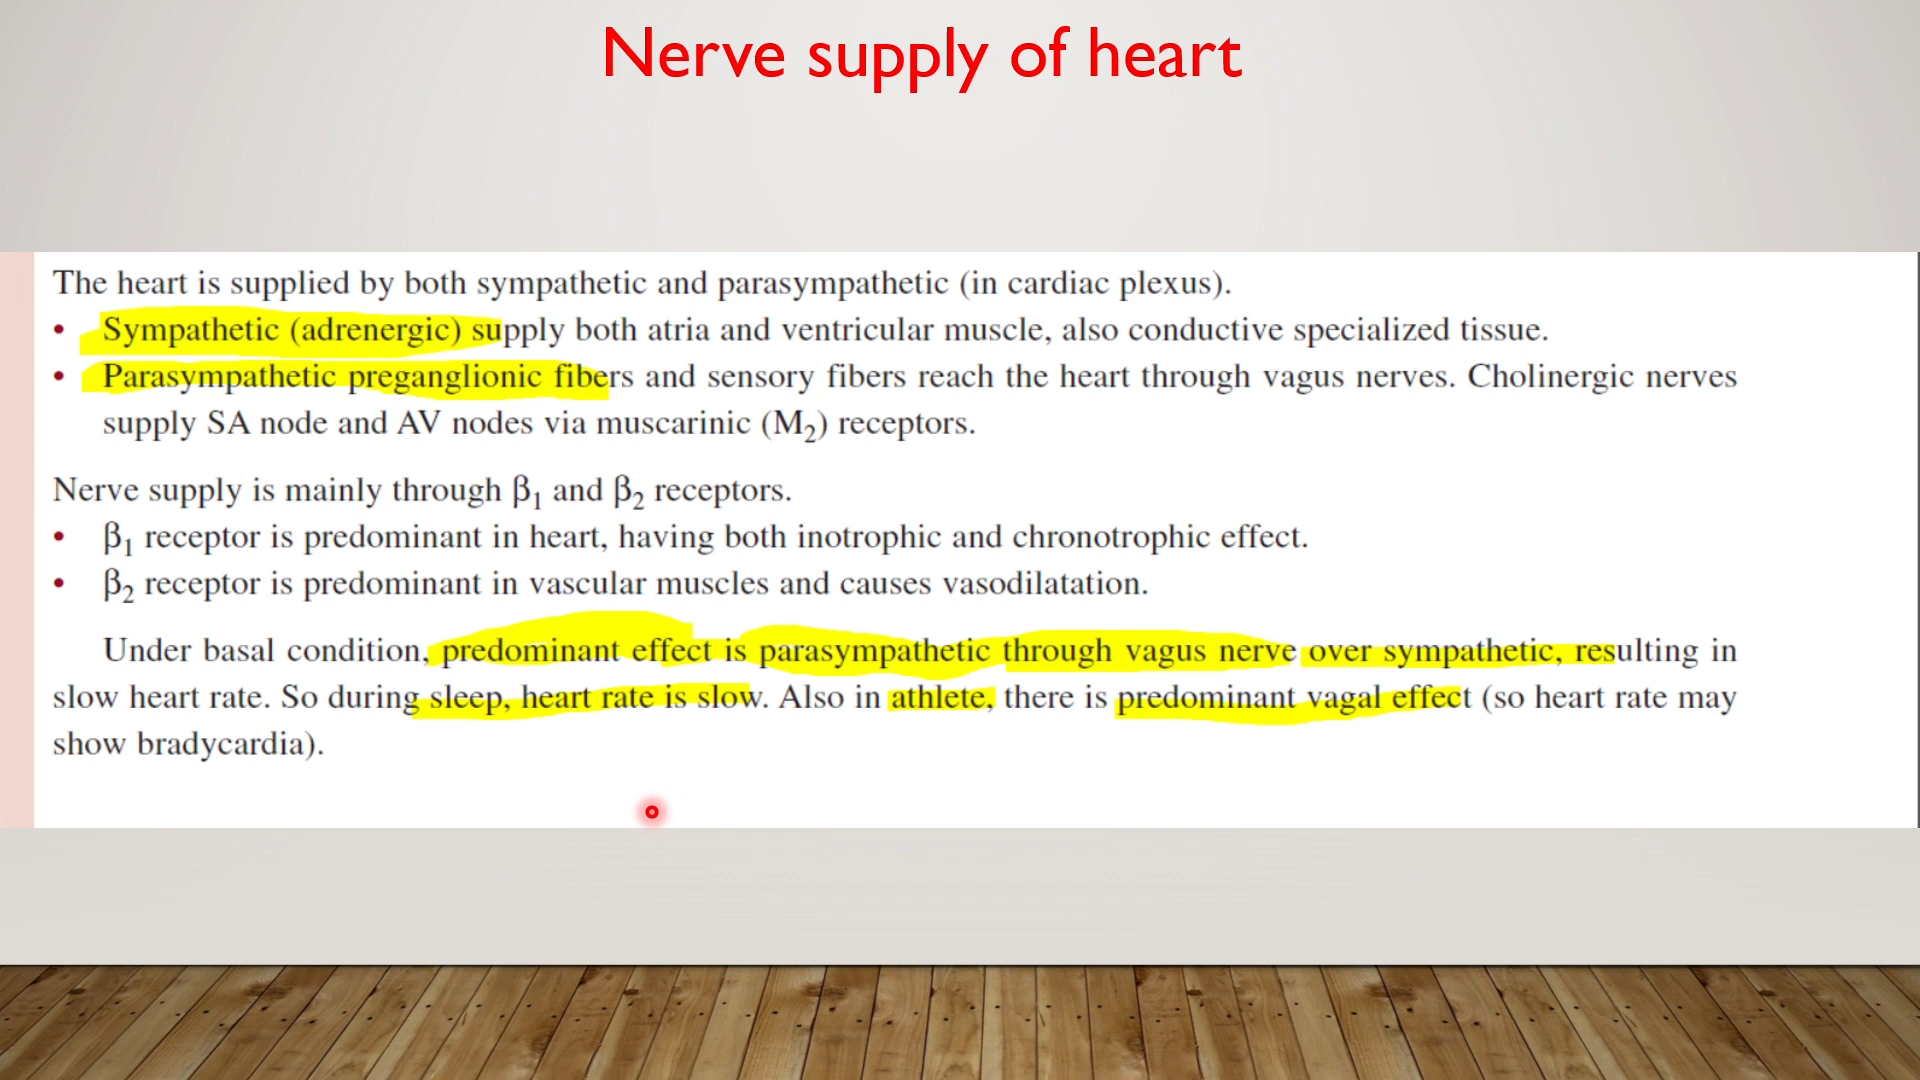 Nerve supply of heart
The heart is supplied by both sympathetic and parasympathetic (in cardiac plexus).
• Sympathetic (adrenergic) supply both atria and ventricular muscle, also conductive specialized tissue.
• Parasympathetic preganglionic fibers and sensory fibers reach the heart through vagus nerves. Cholinergic nerves
supply SA node and AV nodes via muscarinic (M₂) receptors.
Nerve supply is mainly through β₁ and β₂ receptors.
• β₁ receptor is predominant in heart, having both inotrophic and chronotrophic effect.
• β₂ receptor is predominant in vascular muscles and causes vasodilatation.
Under basal condition, predominant effect is parasympathetic through vagus nerve over sympathetic, resulting in
slow heart rate. So during sleep, heart rate is slow. Also in athlete, there is predominant vagal effect (so heart rate may
show bradycardia).